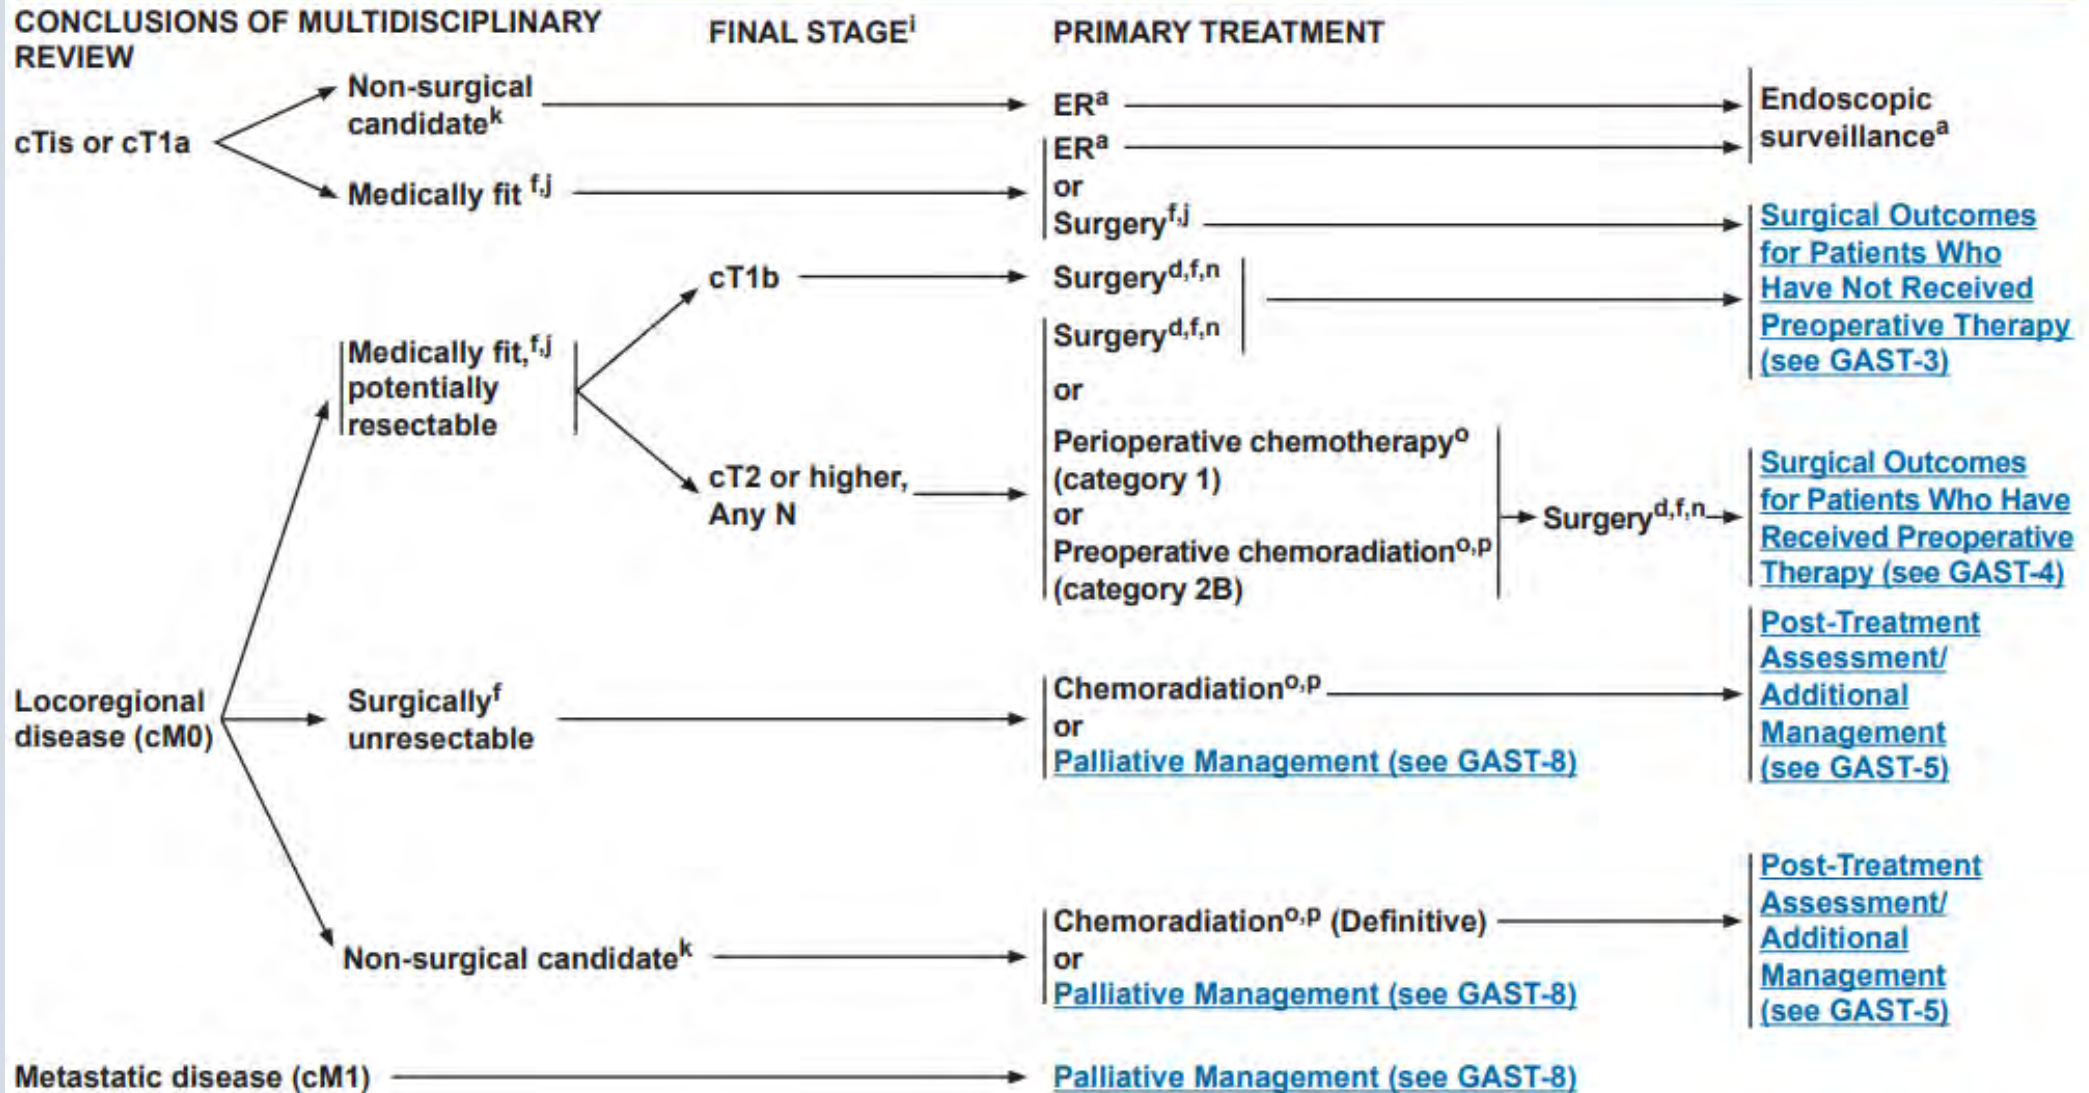 CONCLUSIONS OF MULTIDISCIPLINARY
REVIEW
FINAL STAGEi
PRIMARY TREATMENT
cTis or cT1a
Non-surgical
candidatek
ERa
Endoscopic
surveillancea
Medically fit f,j
ERa
or
Surgeryf,j
Surgical Outcomes
for Patients Who
Have Not Received
Preoperative Therapy
(see GAST-3)
Locoregional
disease (cM0)
Medically fit,f,j
potentially
resectable
cT1b
Surgeryd,f,n
cT2 or higher,
Any N
Surgeryd,f,n
or
Perioperative chemotherapyo
(category 1)
or
Preoperative chemoradiationo,p
(category 2B)
Surgeryd,f,n
Surgical Outcomes
for Patients Who Have
Received Preoperative
Therapy (see GAST-4)
Surgicallyf
unresectable
Chemoradiationo,p
or
Palliative Management (see GAST-8)
Post-Treatment
Assessment/
Additional
Management
(see GAST-5)
Non-surgical candidatek
Chemoradiationo,p (Definitive)
or
Palliative Management (see GAST-8)
Post-Treatment
Assessment/
Additional
Management
(see GAST-5)
Metastatic disease (cM1)
Palliative Management (see GAST-8)